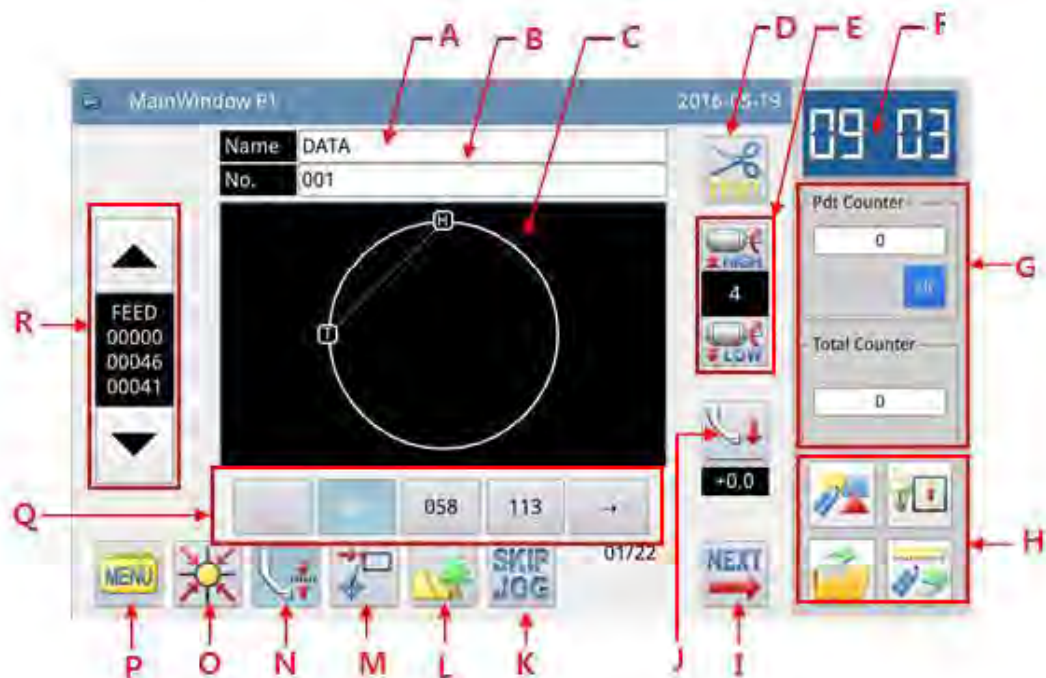 A B C D E F
MainWindow P1 2016-05-19
09 03
Name DATA
No. 001
Pdt Counter
0
clr
G
Total Counter
0
HIGH
4
LOW
H
T
R
FEED
00000
00046
00041
J
+0.0
Q
058 113 →
01/22
H
MENU
SKIP
JOG
NEXT
P O N M L K J I